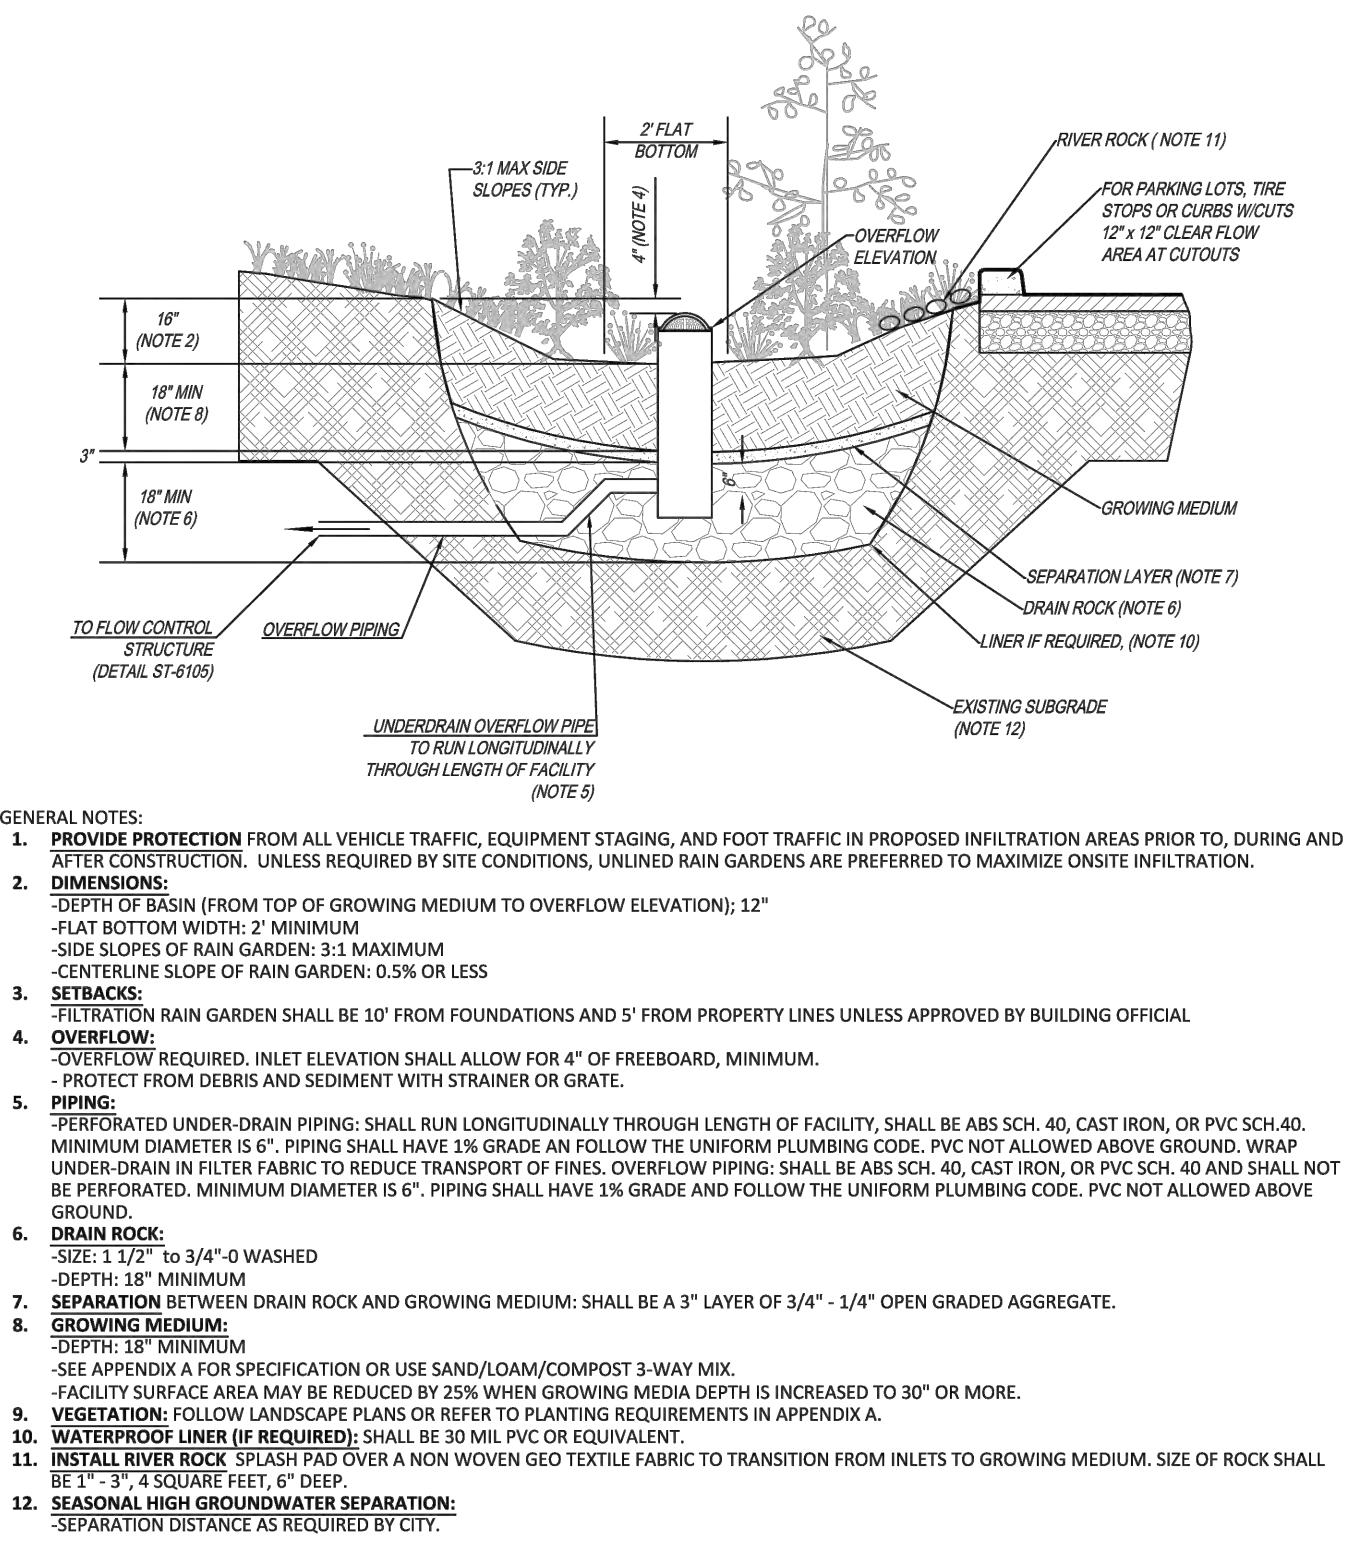 2' FLAT
BOTTOM
3:1 MAX SIDE
SLOPES (TYP.)
4" (NOTE 4)
RIVER ROCK ( NOTE 11)
FOR PARKING LOTS, TIRE
STOPS OR CURBS W/CUTS
12" x 12" CLEAR FLOW
AREA AT CUTOUTS
OVERFLOW
ELEVATION
16"
(NOTE 2)
18" MIN
(NOTE 8)
3"
18" MIN
(NOTE 6)
6"
GROWING MEDIUM
SEPARATION LAYER (NOTE 7)
DRAIN ROCK (NOTE 6)
LINER IF REQUIRED, (NOTE 10)
TO FLOW CONTROL
STRUCTURE
(DETAIL ST-6105)
OVERFLOW PIPING
EXISTING SUBGRADE
(NOTE 12)
UNDERDRAIN OVERFLOW PIPE
TO RUN LONGITUDINALLY
THROUGH LENGTH OF FACILITY
(NOTE 5)
GENERAL NOTES:
1. PROVIDE PROTECTION FROM ALL VEHICLE TRAFFIC, EQUIPMENT STAGING, AND FOOT TRAFFIC IN PROPOSED INFILTRATION AREAS PRIOR TO, DURING AND
AFTER CONSTRUCTION. UNLESS REQUIRED BY SITE CONDITIONS, UNLINED RAIN GARDENS ARE PREFERRED TO MAXIMIZE ONSITE INFILTRATION.
2. DIMENSIONS:
-DEPTH OF BASIN (FROM TOP OF GROWING MEDIUM TO OVERFLOW ELEVATION); 12"
-FLAT BOTTOM WIDTH: 2' MINIMUM
-SIDE SLOPES OF RAIN GARDEN: 3:1 MAXIMUM
-CENTERLINE SLOPE OF RAIN GARDEN: 0.5% OR LESS
3. SETBACKS:
-FILTRATION RAIN GARDEN SHALL BE 10' FROM FOUNDATIONS AND 5' FROM PROPERTY LINES UNLESS APPROVED BY BUILDING OFFICIAL
4. OVERFLOW:
-OVERFLOW REQUIRED. INLET ELEVATION SHALL ALLOW FOR 4" OF FREEBOARD, MINIMUM.
- PROTECT FROM DEBRIS AND SEDIMENT WITH STRAINER OR GRATE.
5. PIPING:
-PERFORATED UNDER-DRAIN PIPING: SHALL RUN LONGITUDINALLY THROUGH LENGTH OF FACILITY, SHALL BE ABS SCH. 40, CAST IRON, OR PVC SCH.40.
MINIMUM DIAMETER IS 6". PIPING SHALL HAVE 1% GRADE AN FOLLOW THE UNIFORM PLUMBING CODE. PVC NOT ALLOWED ABOVE GROUND. WRAP
UNDER-DRAIN IN FILTER FABRIC TO REDUCE TRANSPORT OF FINES. OVERFLOW PIPING: SHALL BE ABS SCH. 40, CAST IRON, OR PVC SCH. 40 AND SHALL NOT
BE PERFORATED. MINIMUM DIAMETER IS 6". PIPING SHALL HAVE 1% GRADE AND FOLLOW THE UNIFORM PLUMBING CODE. PVC NOT ALLOWED ABOVE
GROUND.
6. DRAIN ROCK:
-SIZE: 1 1/2" to 3/4"-0 WASHED
-DEPTH: 18" MINIMUM
7. SEPARATION BETWEEN DRAIN ROCK AND GROWING MEDIUM: SHALL BE A 3" LAYER OF 3/4" - 1/4" OPEN GRADED AGGREGATE.
8. GROWING MEDIUM:
-DEPTH: 18" MINIMUM
-SEE APPENDIX A FOR SPECIFICATION OR USE SAND/LOAM/COMPOST 3-WAY MIX.
-FACILITY SURFACE AREA MAY BE REDUCED BY 25% WHEN GROWING MEDIA DEPTH IS INCREASED TO 30" OR MORE.
9. VEGETATION: FOLLOW LANDSCAPE PLANS OR REFER TO PLANTING REQUIREMENTS IN APPENDIX A.
10. WATERPROOF LINER (IF REQUIRED): SHALL BE 30 MIL PVC OR EQUIVALENT.
11. INSTALL RIVER ROCK SPLASH PAD OVER A NON WOVEN GEO TEXTILE FABRIC TO TRANSITION FROM INLETS TO GROWING MEDIUM. SIZE OF ROCK SHALL
BE 1" - 3", 4 SQUARE FEET, 6" DEEP.
12. SEASONAL HIGH GROUNDWATER SEPARATION:
-SEPARATION DISTANCE AS REQUIRED BY CITY.